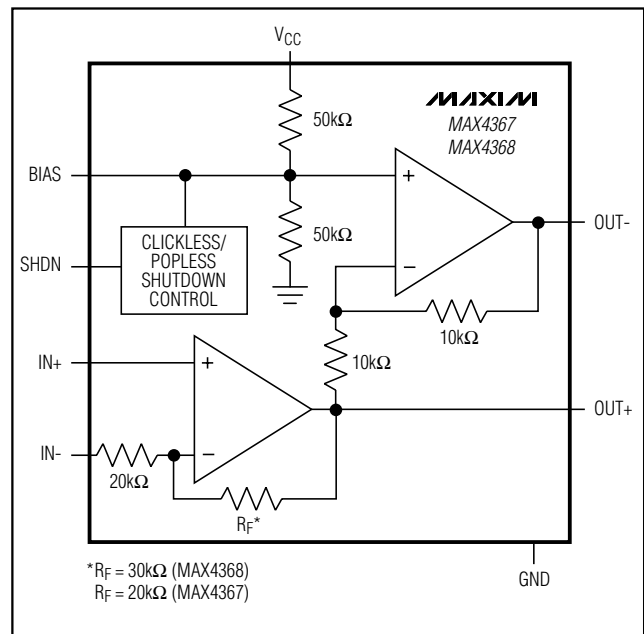 VCC
MAXIM
MAX4367
MAX4368
50kΩ
BIAS
+
OUT-
50kΩ
CLICKLESS/
POPLESS
SHUTDOWN
CONTROL
SHDN
−
10kΩ
10kΩ
IN+
+
OUT+
IN-
−
20kΩ
RF*
*RF = 30kΩ (MAX4368)
RF = 20kΩ (MAX4367)
GND